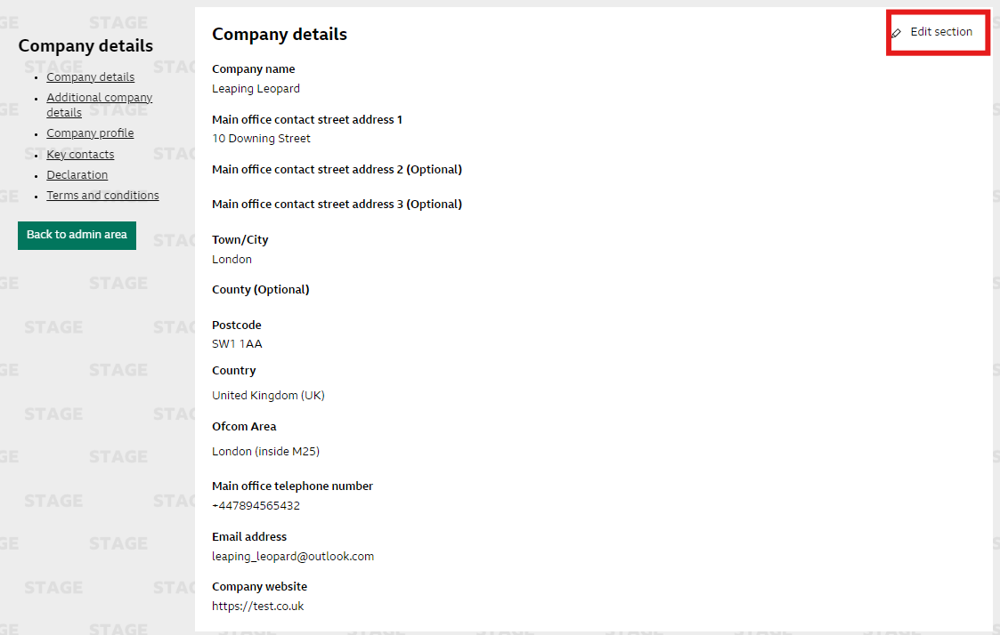 Company details
Company details
Additional company
details
Company profile
Key contacts
Declaration
Terms and conditions
Back to admin area
Company details
Edit section
Company name
Leaping Leopard
Main office contact street address 1
10 Downing Street
Main office contact street address 2 (Optional)
Main office contact street address 3 (Optional)
Town/City
London
County (Optional)
Postcode
SW1 1AA
Country
United Kingdom (UK)
Ofcom Area
London (inside M25)
Main office telephone number
+447894565432
Email address
leaping_leopard@outlook.com
Company website
https://test.co.uk
STAGE